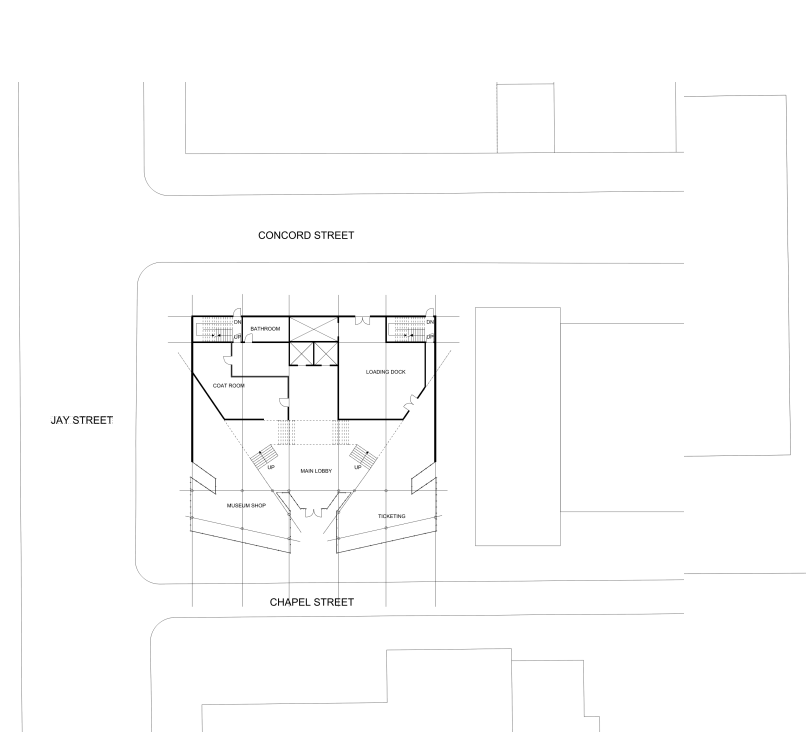 CONCORD STREET
DN
DN
BATHROOM
UP
UP
LOADING DOCK
COAT ROOM
JAY STREET
UP
UP
MAIN LOBBY
MUSEUM SHOP
TICKETING
CHAPEL STREET